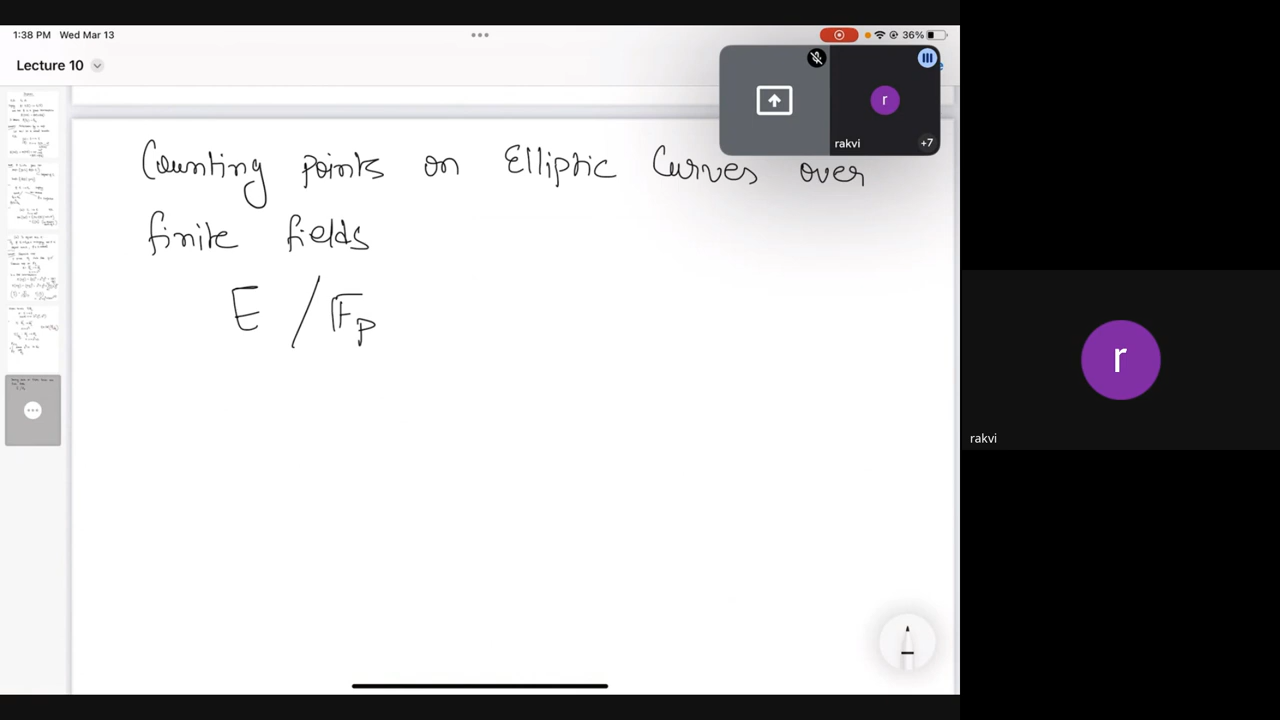 1:38 PM Wed Mar 13
36%
Lecture 10
r
rakvi
+7
Counting points on Elliptic Curves over
finite fields
E / 𝔽p
r
rakvi